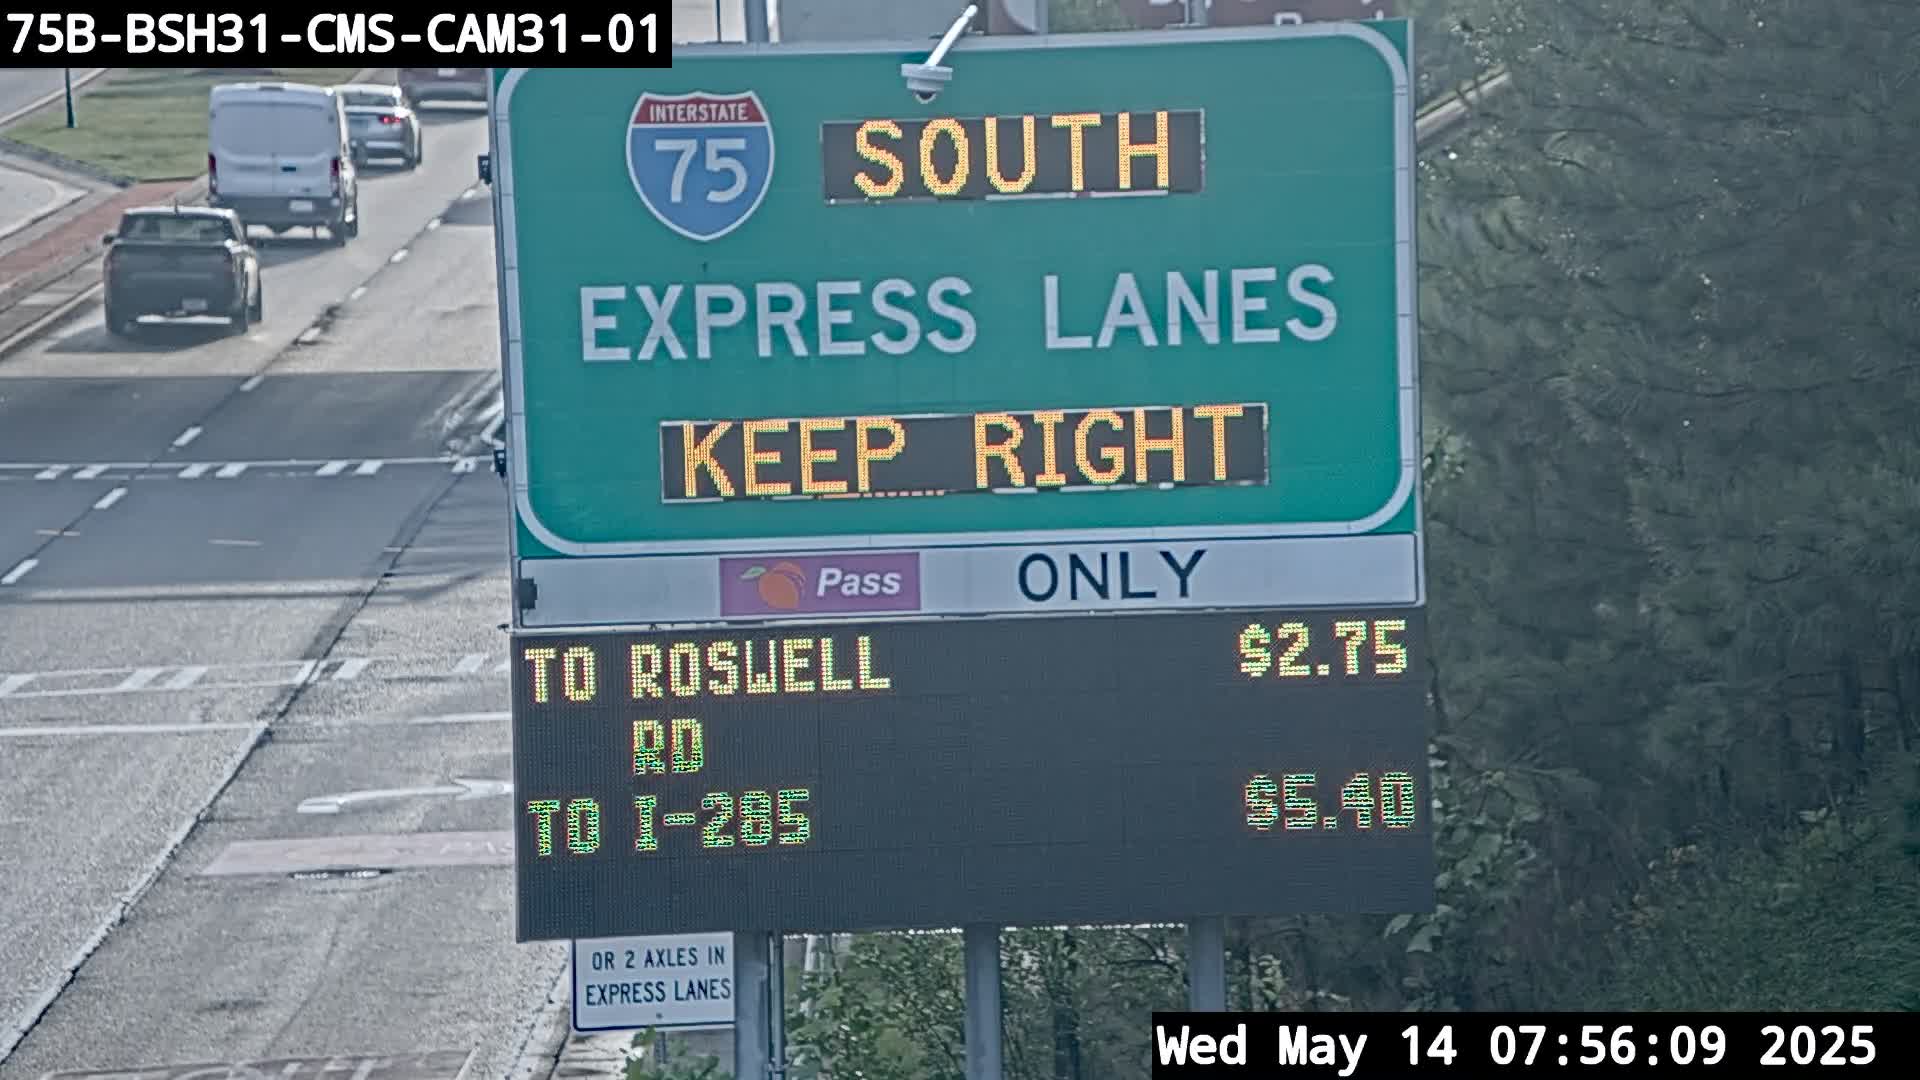 75B-BSH31-CMS-CAM31-01
INTERSTATE
75
SOUTH
EXPRESS LANES
KEEP RIGHT
Pass ONLY
TO ROSWELL $2.75
RD
TO I-285 $5.40
OR 2 AXLES IN
EXPRESS LANES
Wed May 14 07:56:09 2025